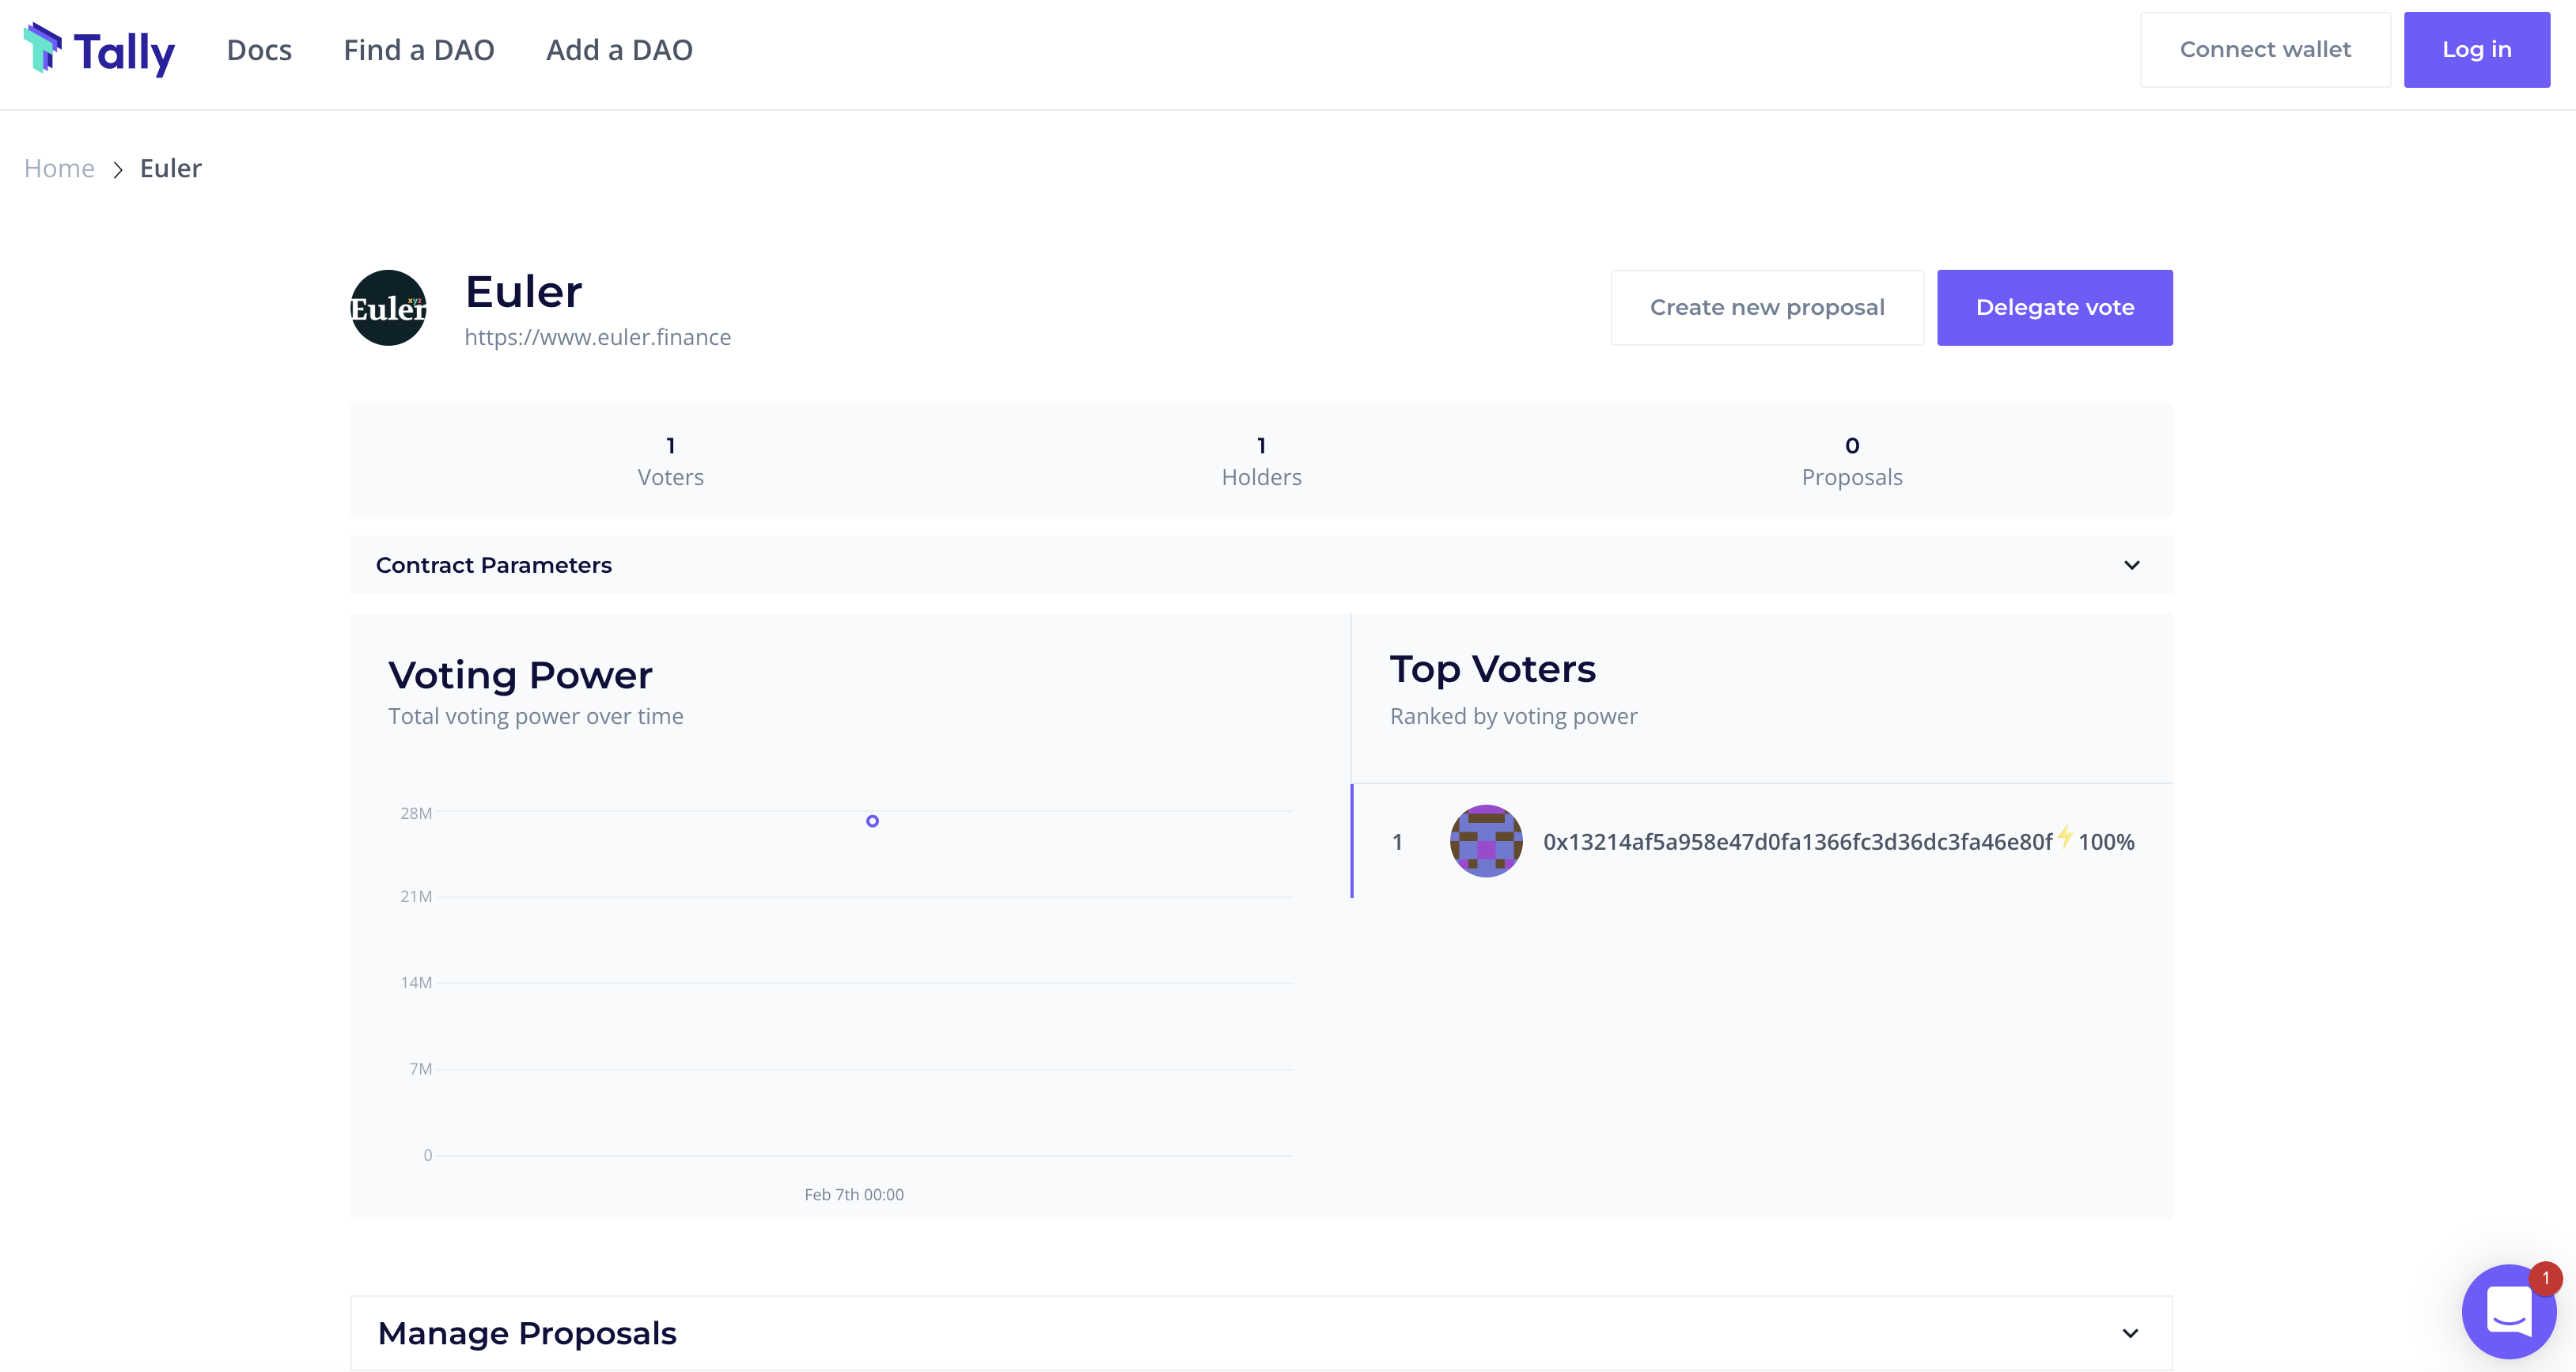 Tally
Docs
Find a DAO
Add a DAO
Connect wallet
Log in
Home
Euler
Euler
xyz
Euler
https://www.euler.finance
Create new proposal
Delegate vote
1
Voters
1
Holders
0
Proposals
Contract Parameters
Voting Power
Total voting power over time
28M
21M
14M
7M
0
Feb 7th 00:00
Top Voters
Ranked by voting power
1
0x13214af5a958e47d0fa1366fc3d36dc3fa46e80f⚡100%
Manage Proposals
1